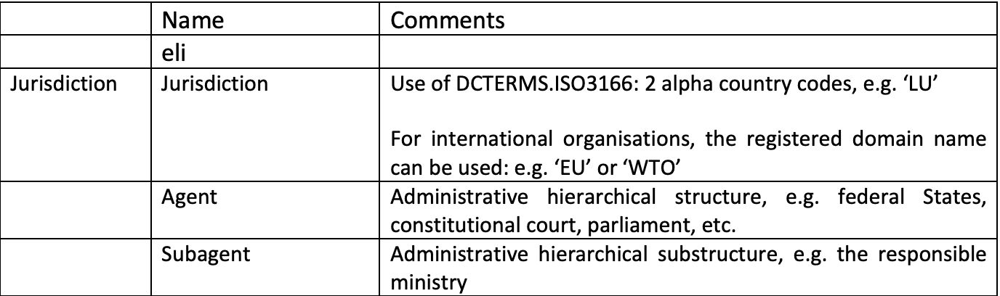 Name Comments
eli
Jurisdiction Jurisdiction Use of DCTERMS.ISO3166: 2 alpha country codes, e.g. ‘LU’
For international organisations, the registered domain name
can be used: e.g. ‘EU’ or ‘WTO’
Agent Administrative hierarchical structure, e.g. federal States,
constitutional court, parliament, etc.
Subagent Administrative hierarchical substructure, e.g. the responsible
ministry